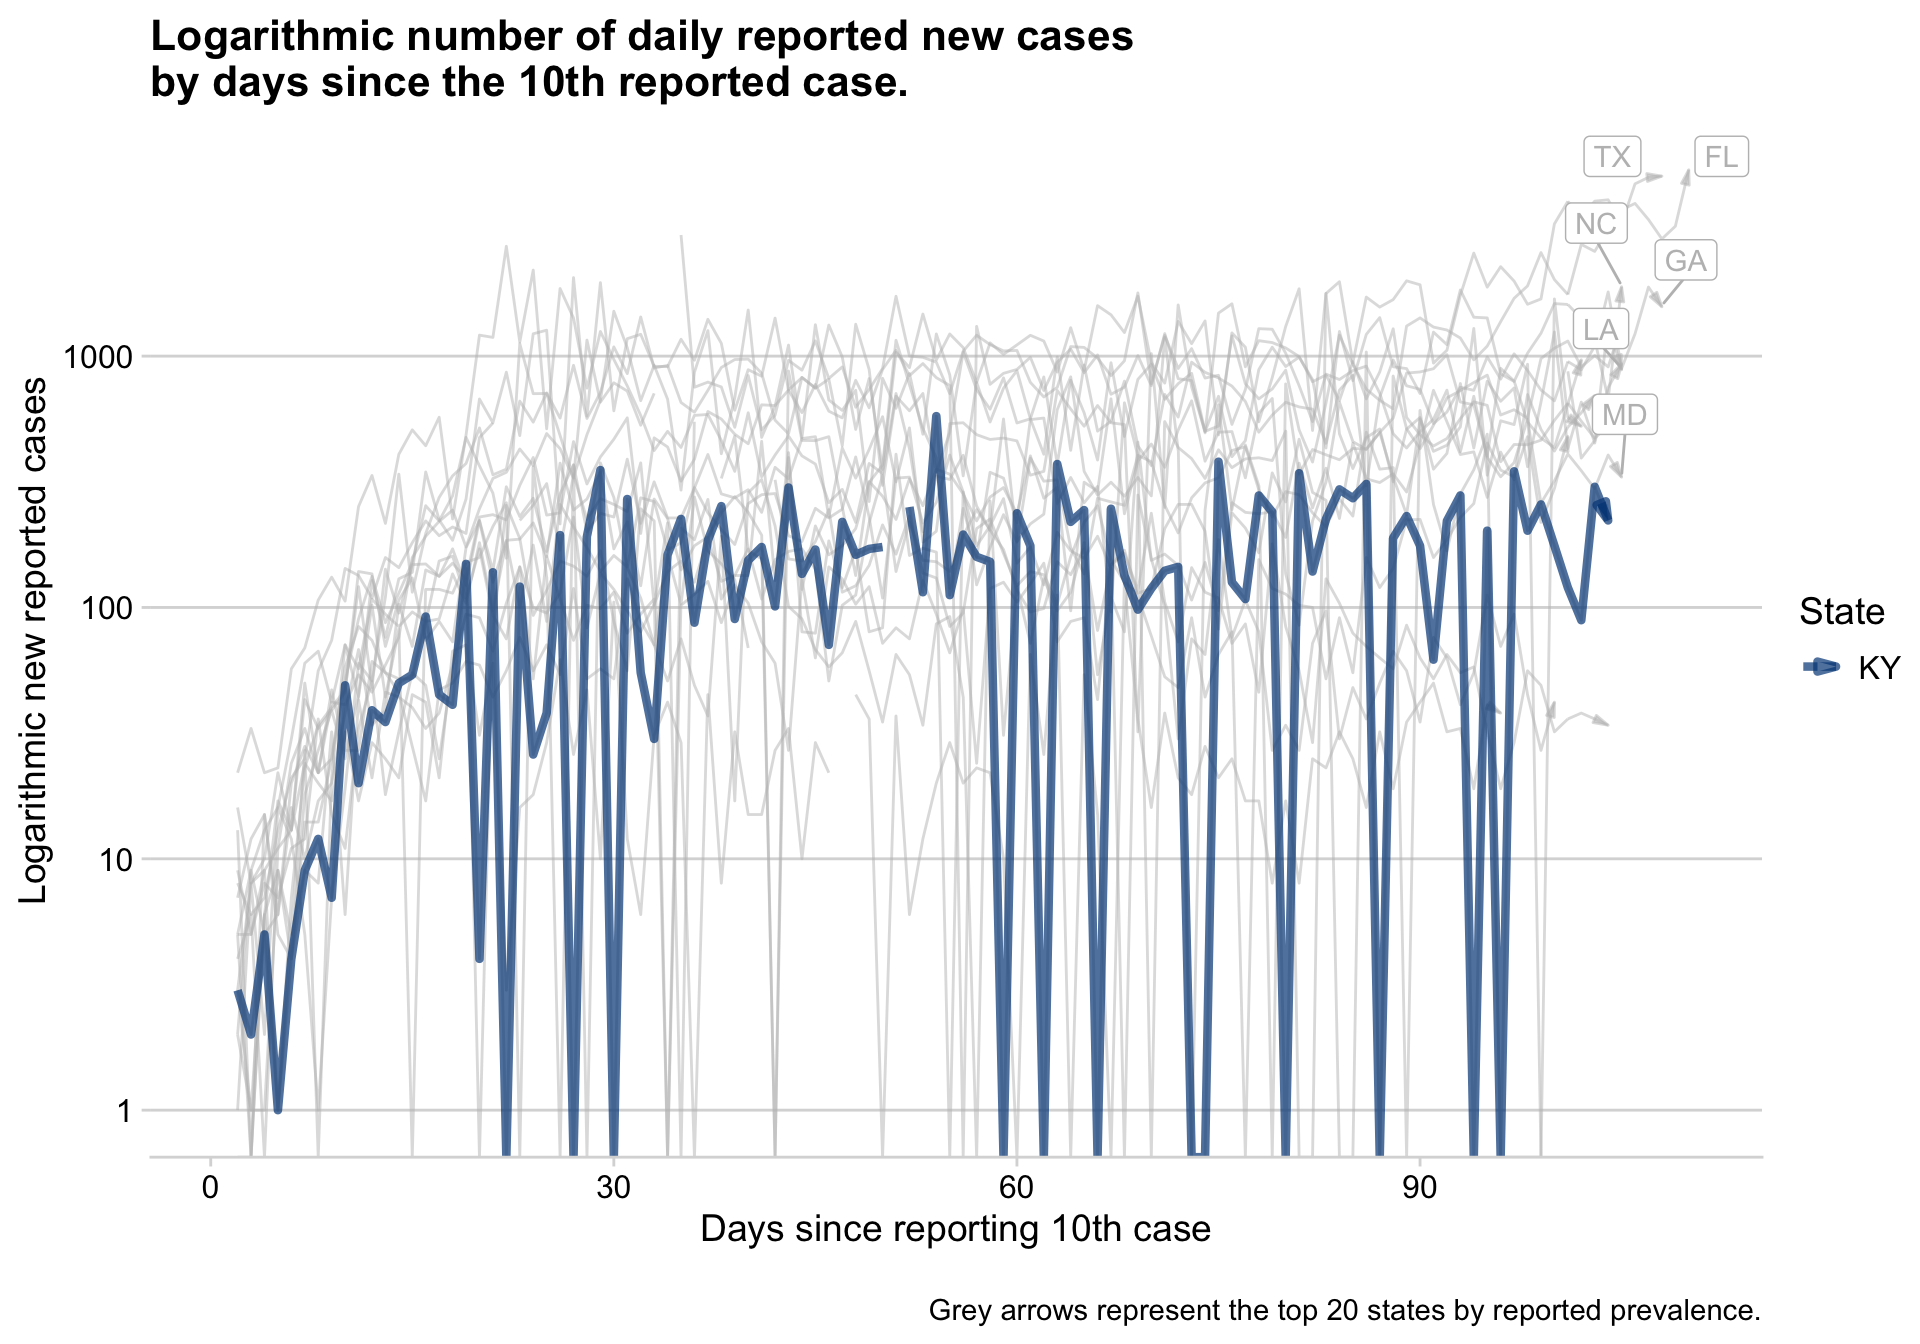 Logarithmic number of daily reported new cases
by days since the 10th reported case.
TX
FL
NC
GA
LA
MD
Logarithmic new reported cases
1000
100
10
1
0
30
60
90
Days since reporting 10th case
State
KY
Grey arrows represent the top 20 states by reported prevalence.